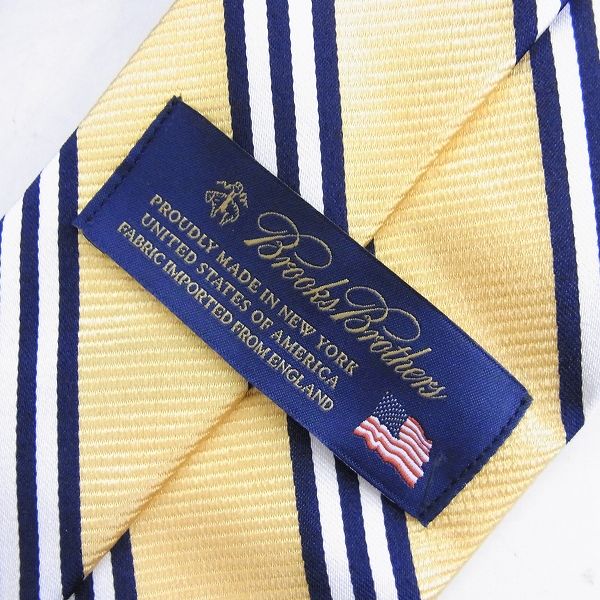 Brooks Brothers
PROUDLY MADE IN NEW YORK
UNITED STATES OF AMERICA
FABRIC IMPORTED FROM ENGLAND